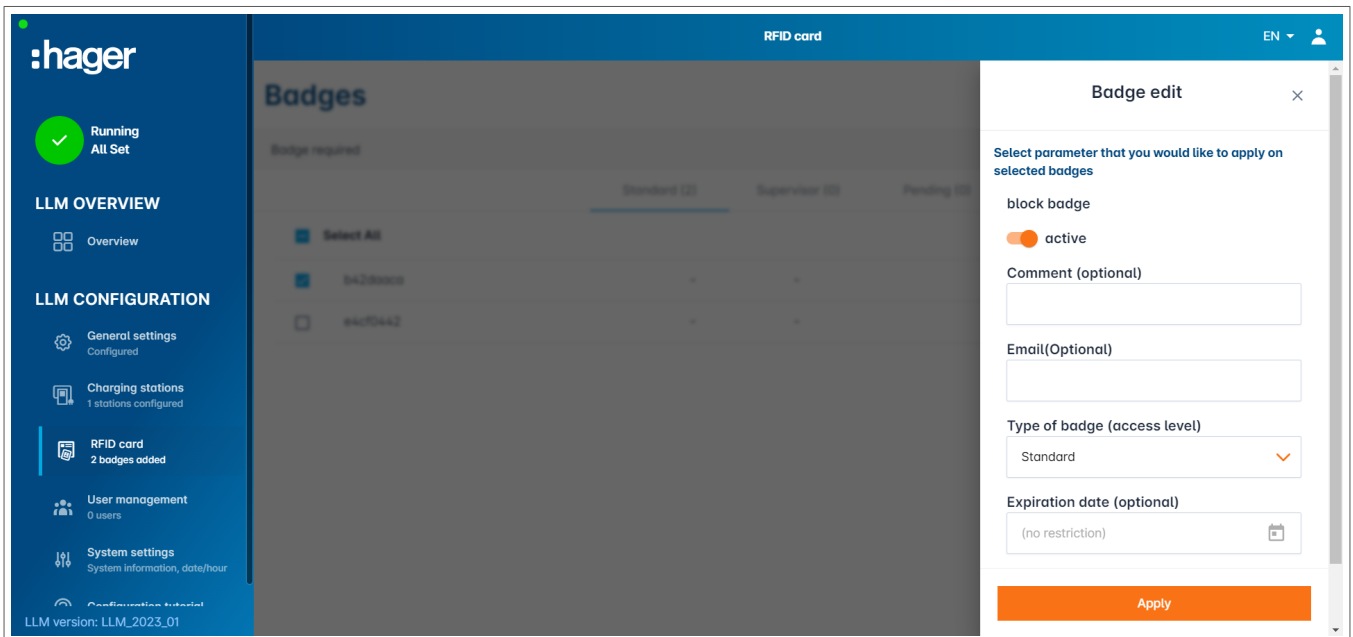 :hager
RFID card
EN
Running
All Set
LLM OVERVIEW
Overview
LLM CONFIGURATION
General settings
Configured
Charging stations
1 stations configured
RFID card
2 badges added
User management
0 users
System settings
System information, date/hour
Configuration tutorial
LLM version: LLM_2023_01
Badges
Badge required
Standard (2) Supervisor (0) Pending (0)
Select All
b42daaca - -
e4cf0442 - -
Badge edit
Select parameter that you would like to apply on
selected badges
block badge
active
Comment (optional)
Email(Optional)
Type of badge (access level)
Standard
Expiration date (optional)
(no restriction)
Apply